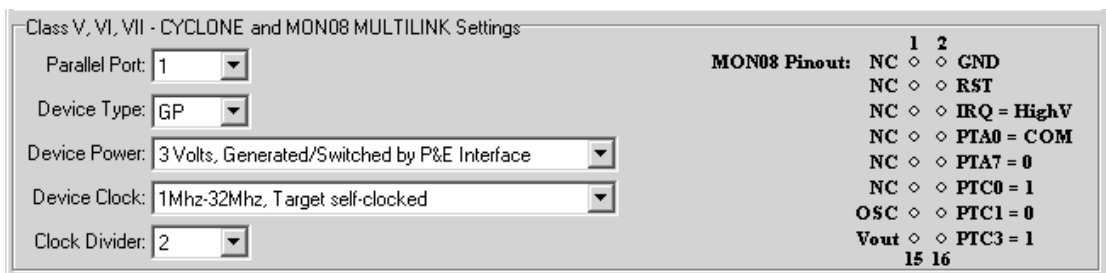 Class V, VI, VII - CYCLONE and MON08 MULTILINK Settings
Parallel Port: 1
Device Type: GP
Device Power: 3 Volts, Generated/Switched by P&E Interface
Device Clock: 1Mhz-32Mhz, Target self-clocked
Clock Divider: 2
1 2
MON08 Pinout: NC GND
NC RST
NC IRQ = HighV
NC PTA0 = COM
NC PTA7 = 0
NC PTC0 = 1
OSC PTC1 = 0
Vout PTC3 = 1
15 16